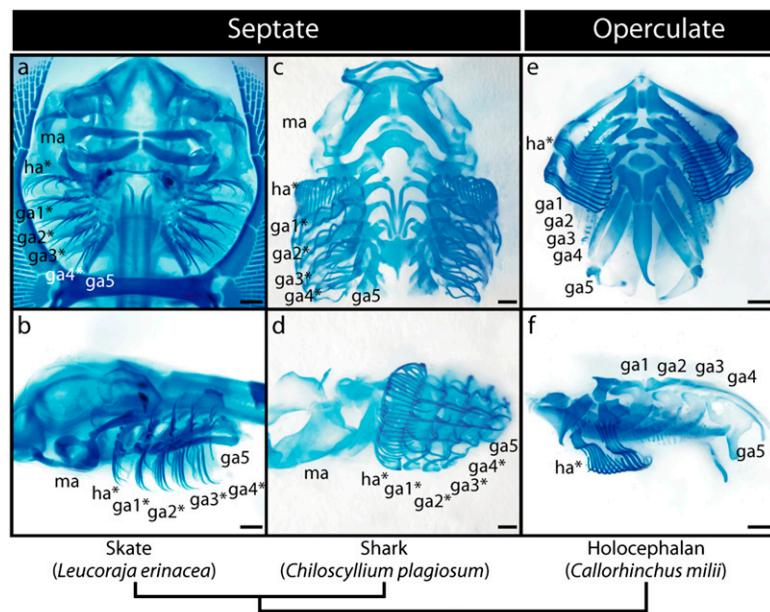 Septate
Operculate
a
ma
ha*
ga1*
ga2*
ga3*
ga4*
ga5
c
ma
ha*
ga1*
ga2*
ga3*
ga4*
ga5
e
ha*
ga1
ga2
ga3
ga4
ga5
b
ma
ha*
ga1*
ga2*
ga3*
ga4*
ga5
d
ma
ha*
ga1*
ga2*
ga3*
ga4*
ga5
f
ga1
ga2
ga3
ga4
ga5
ha*
Skate
(Leucoraja erinacea)
Shark
(Chiloscyllium plagiosum)
Holocephalan
(Callorhinchus milii)